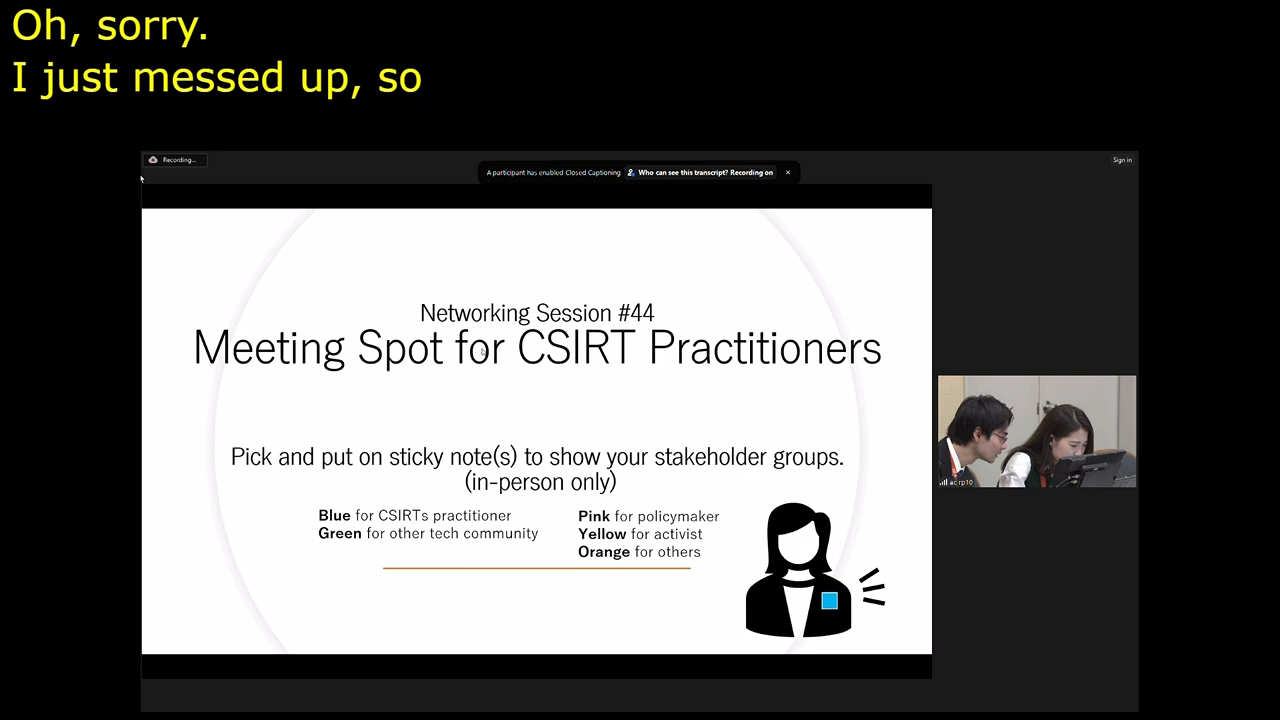 Oh, sorry.
I just messed up, so
Recording...
Sign in
A participant has enabled Closed Captioning Who can see this transcript? Recording on
Networking Session #44
Meeting Spot for CSIRT Practitioners
Pick and put on sticky note(s) to show your stakeholder groups.
(in-person only)
Blue for CSIRTs practitioner
Green for other tech community
Pink for policymaker
Yellow for activist
Orange for others